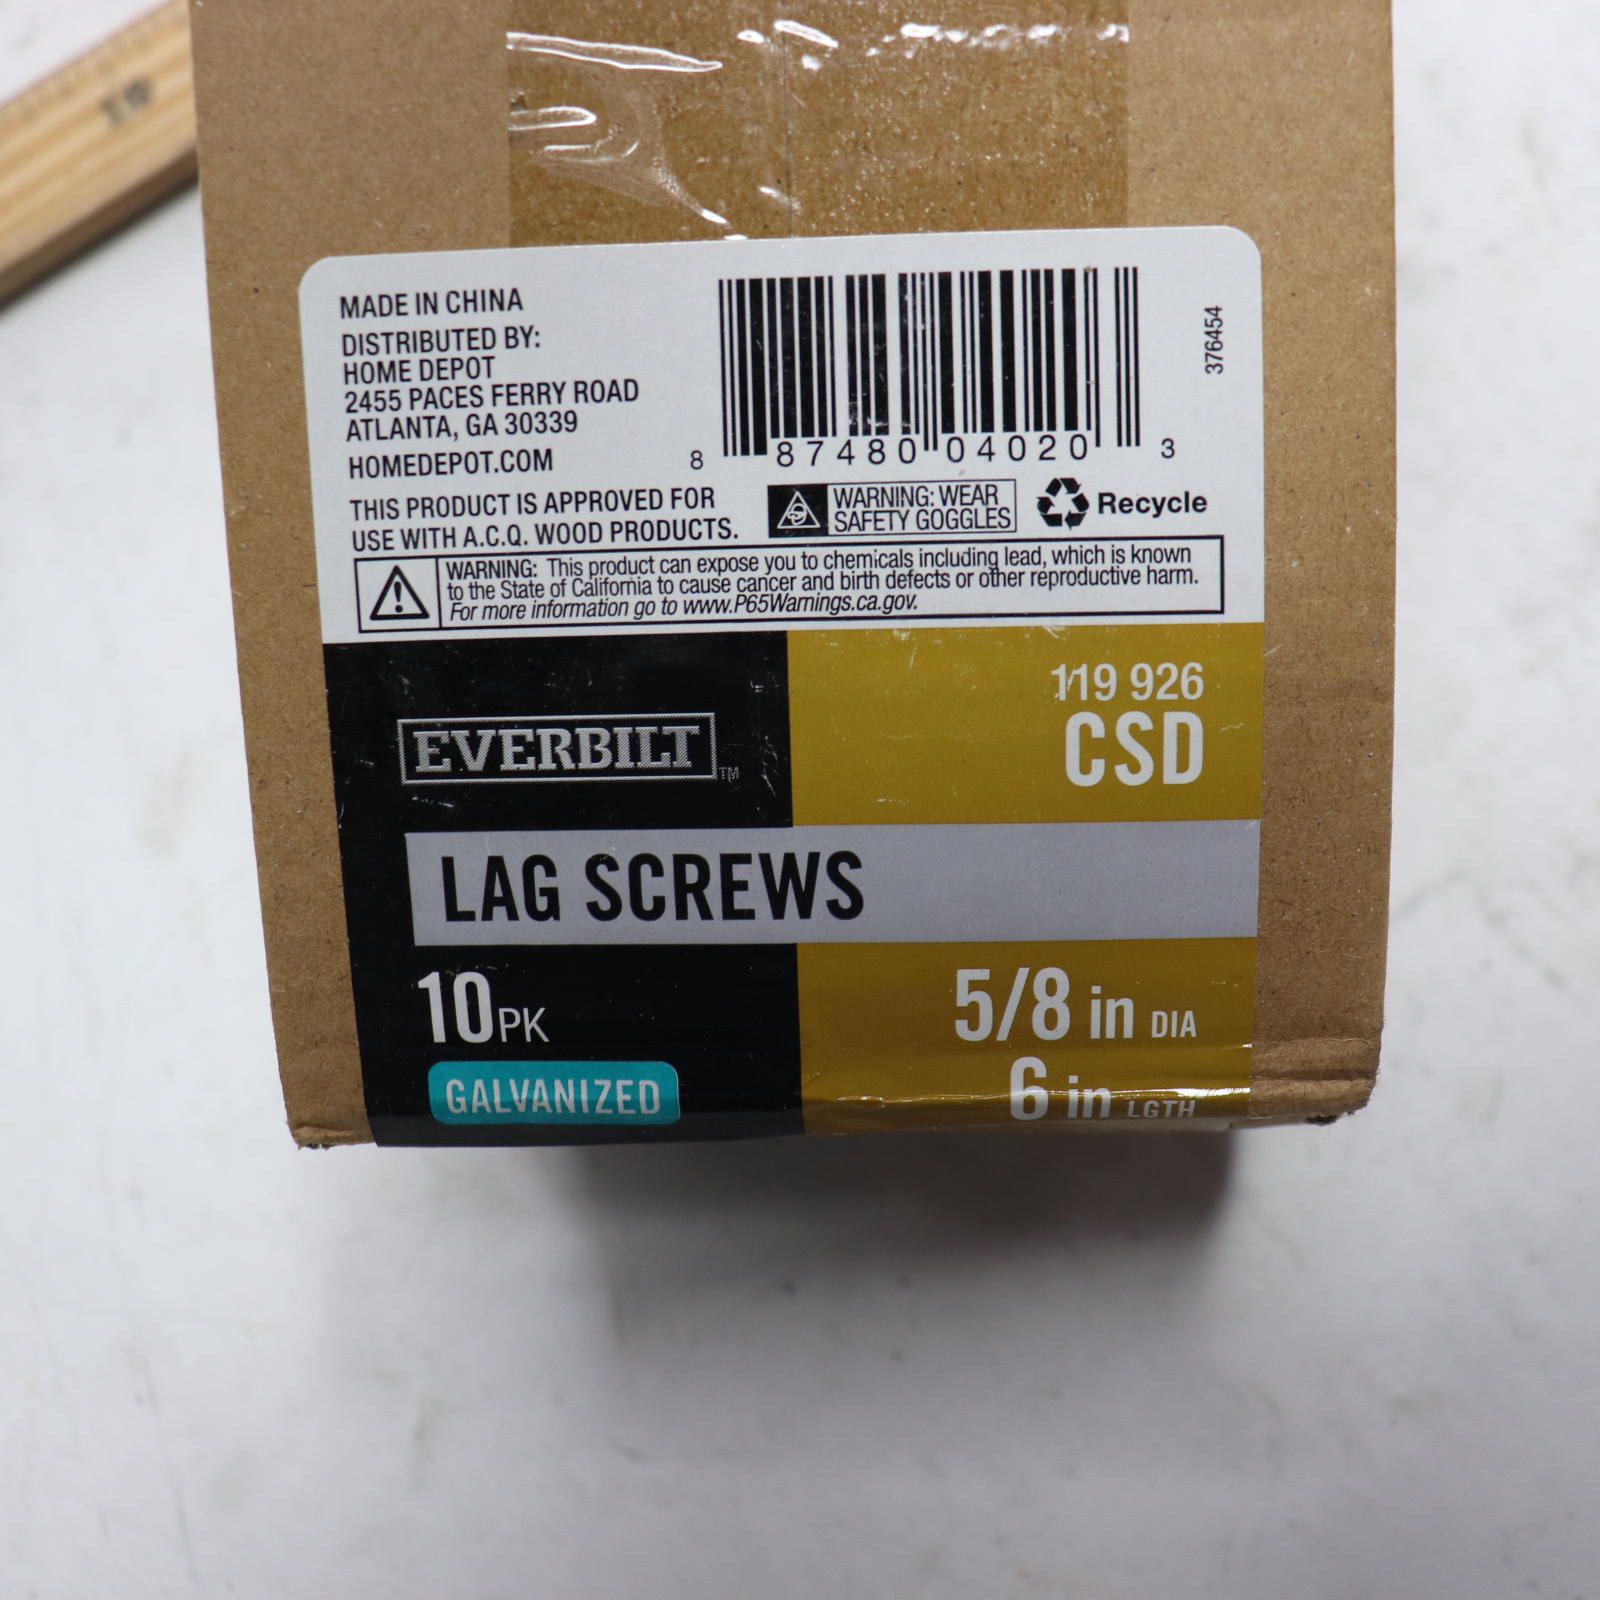 MADE IN CHINA
DISTRIBUTED BY:
HOME DEPOT
2455 PACES FERRY ROAD
ATLANTA, GA 30339
HOMEDEPOT.COM
THIS PRODUCT IS APPROVED FOR
USE WITH A.C.Q. WOOD PRODUCTS.
8 87480 04020 3
376454
WARNING: WEAR
SAFETY GOGGLES
Recycle
WARNING: This product can expose you to chemicals including lead, which is known
to the State of California to cause cancer and birth defects or other reproductive harm.
For more information go to www.P65Warnings.ca.gov.
EVERBILT TM
119 926
CSD
LAG SCREWS
10PK
GALVANIZED
5/8 in DIA
6 in LGTH